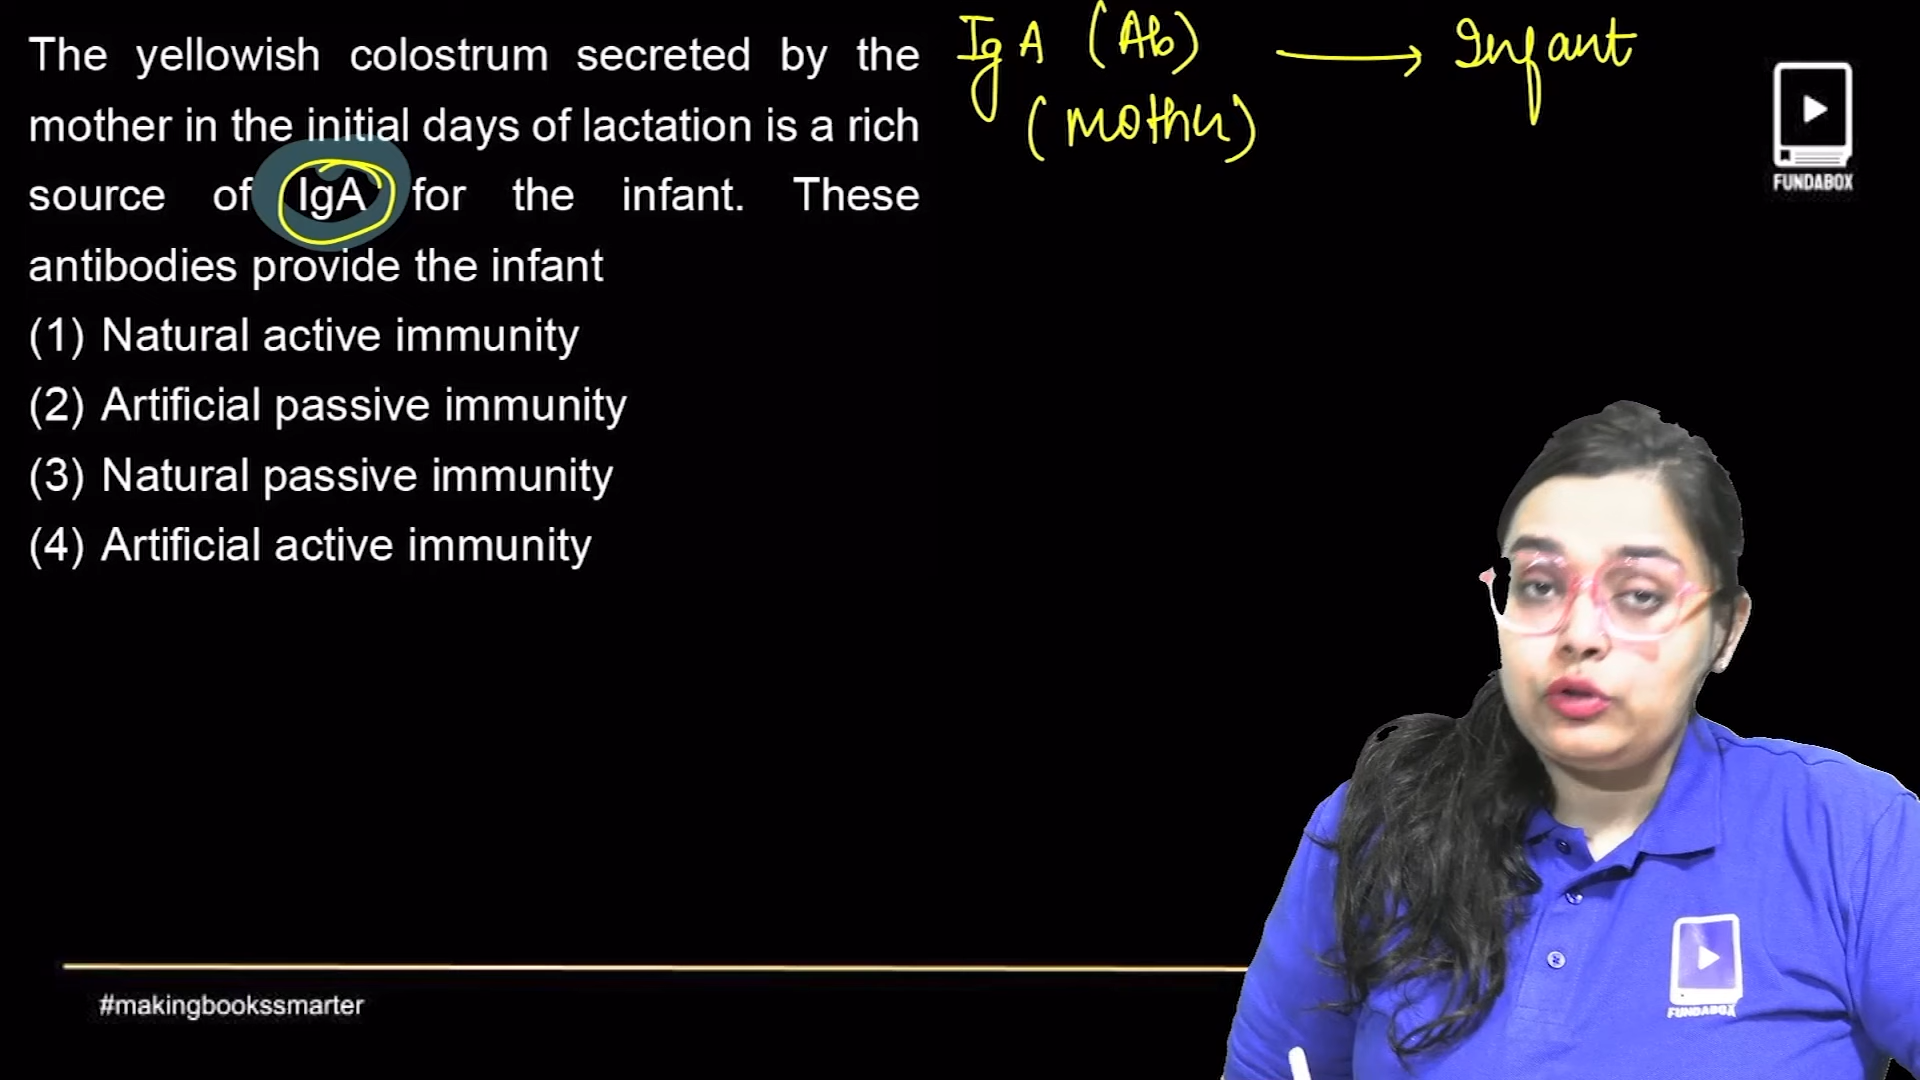 The yellowish colostrum secreted by the
mother in the initial days of lactation is a rich
source of IgA for the infant. These
antibodies provide the infant
(1) Natural active immunity
(2) Artificial passive immunity
(3) Natural passive immunity
(4) Artificial active immunity
IgA (Ab) → Infant
(Mother)
FUNDABOX
FUNDABOX
#makingbookssmarter